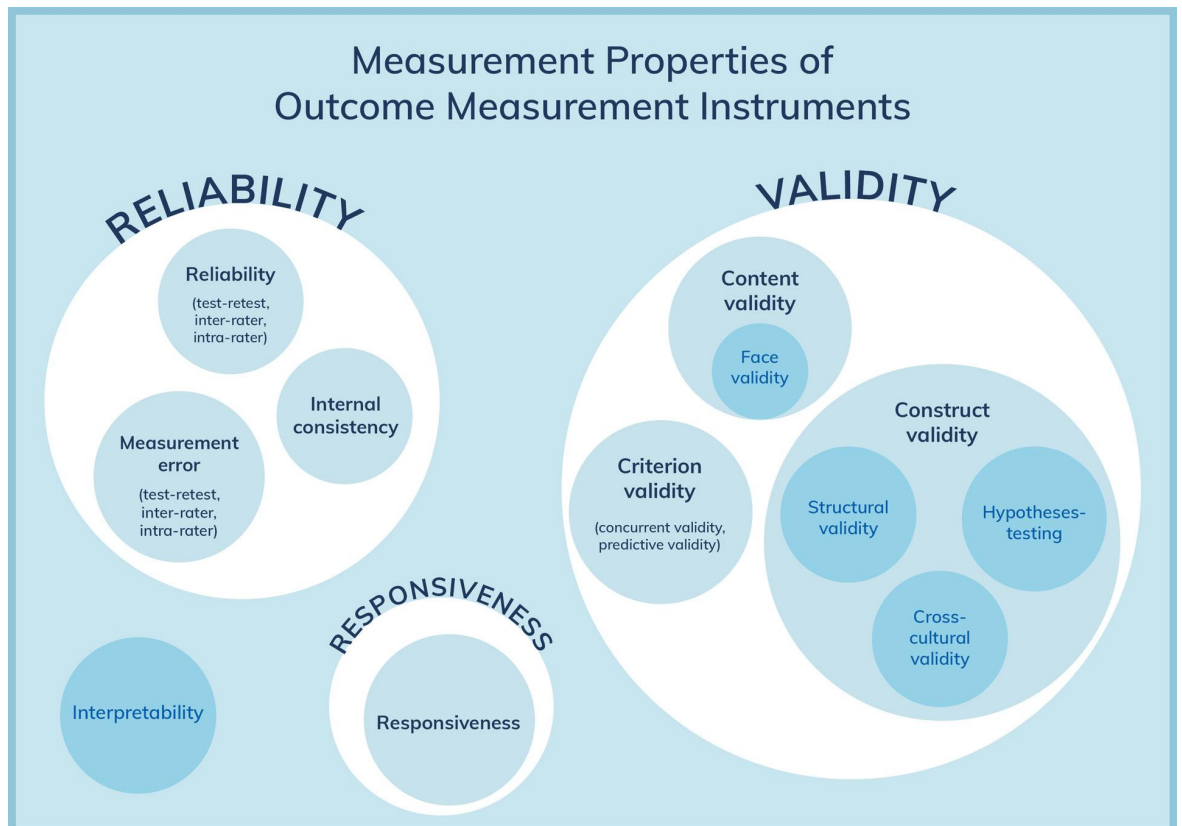 Measurement Properties of
Outcome Measurement Instruments
RELIABILITY
Reliability
(test-retest,
inter-rater,
intra-rater)
Internal
consistency
Measurement
error
(test-retest,
inter-rater,
intra-rater)
VALIDITY
Content
validity
Face
validity
Criterion
validity
(concurrent validity,
predictive validity)
Construct
validity
Structural
validity
Hypotheses-
testing
Cross-
cultural
validity
RESPONSIVENESS
Responsiveness
Interpretability